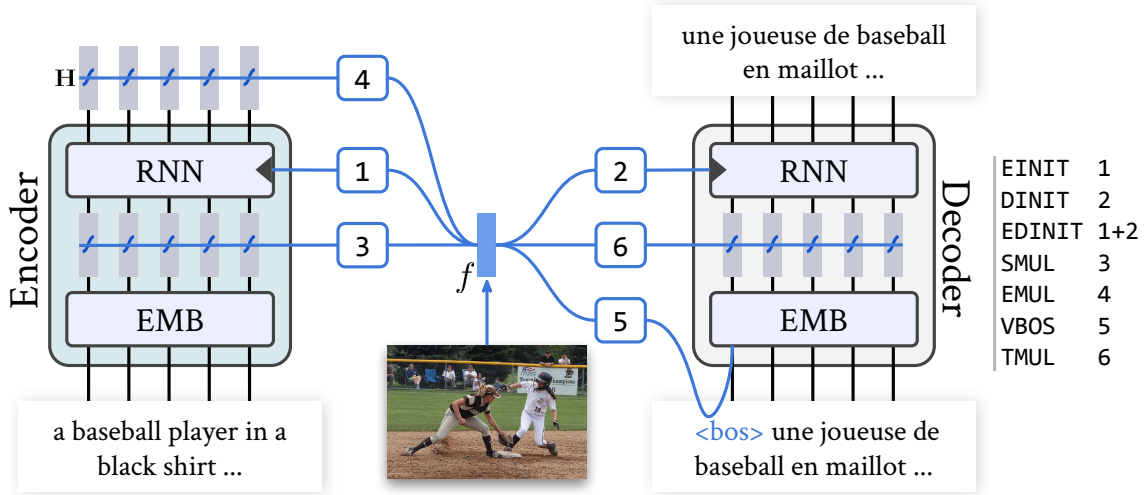 H
4
Encoder
RNN
1
3
EMB
a baseball player in a
black shirt ...
f
2
6
5
une joueuse de baseball
en maillot ...
RNN
EMB
Decoder
<bos> une joueuse de
baseball en maillot ...
EINIT 1
DINIT 2
EDINIT 1+2
SMUL 3
EMUL 4
VBOS 5
TMUL 6